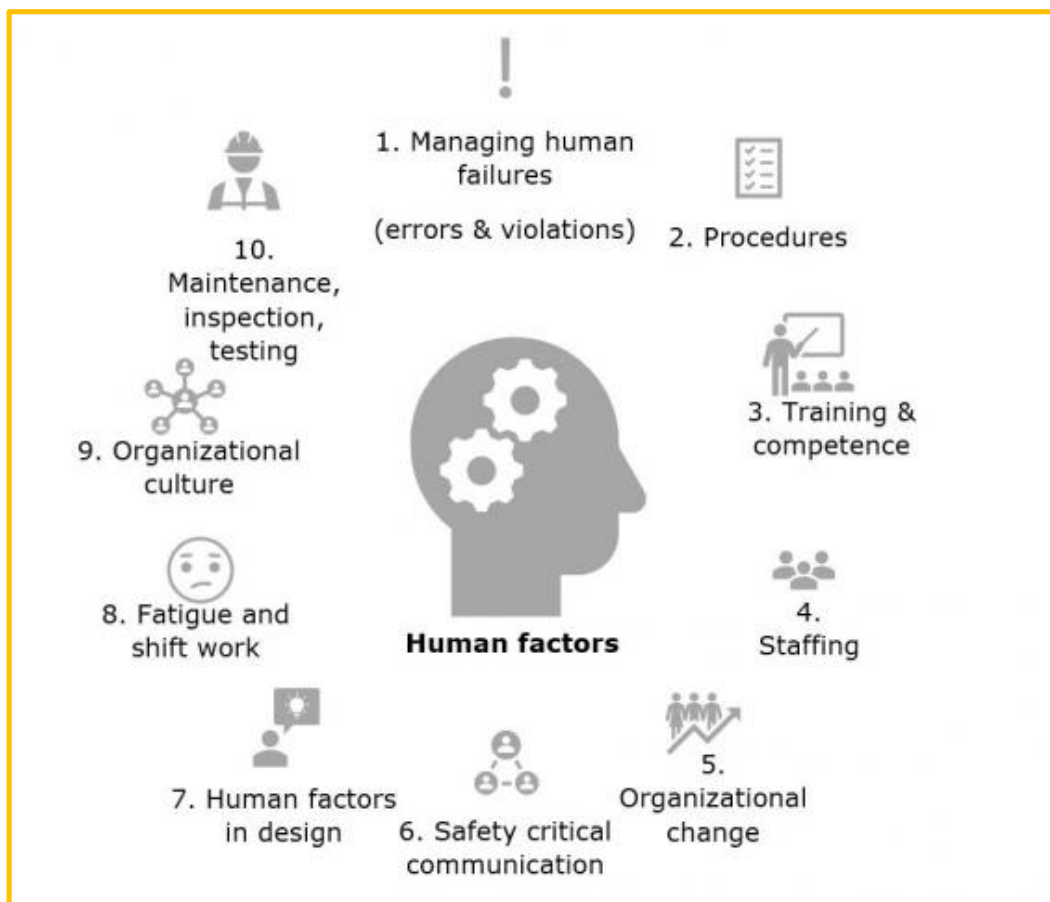 1. Managing human
failures
(errors & violations)
2. Procedures
3. Training &
competence
4.
Staffing
5.
Organizational
change
6. Safety critical
communication
7. Human factors
in design
8. Fatigue and
shift work
9. Organizational
culture
10.
Maintenance,
inspection,
testing
Human factors